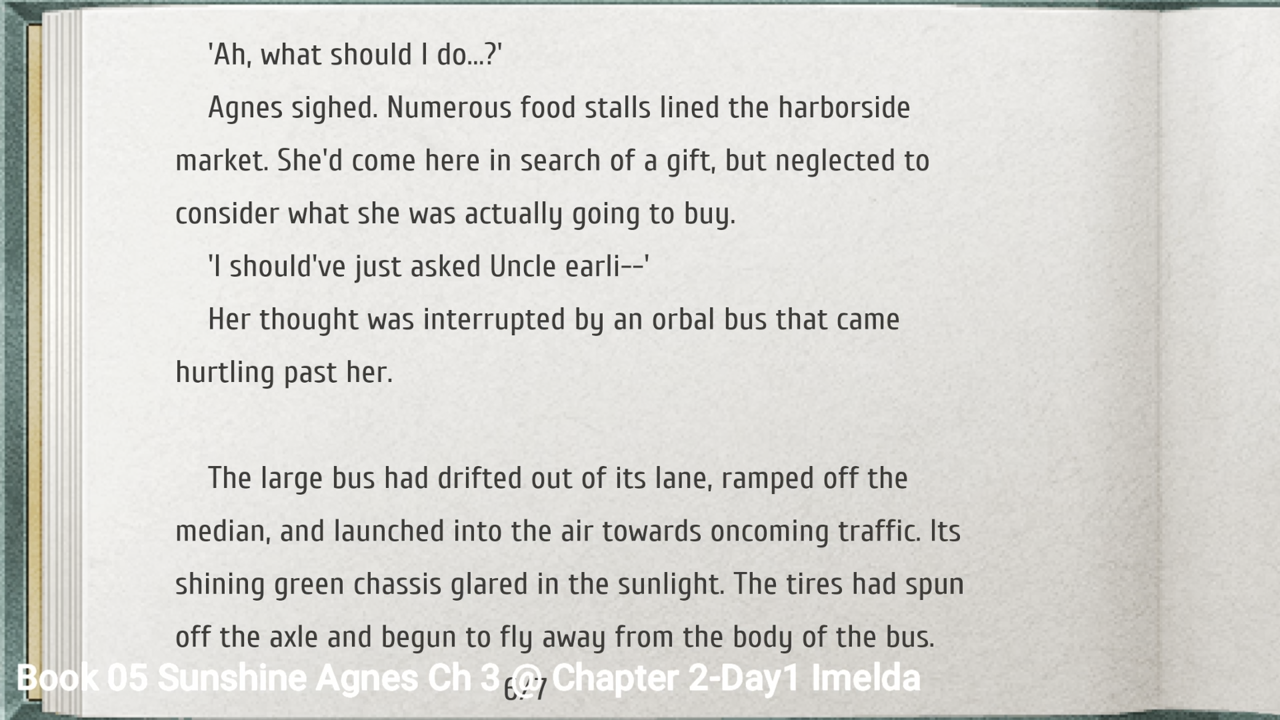 'Ah, what should I do...?'
Agnes sighed. Numerous food stalls lined the harborside
market. She'd come here in search of a gift, but neglected to
consider what she was actually going to buy.
'I should've just asked Uncle earli--'
Her thought was interrupted by an orbal bus that came
hurtling past her.
The large bus had drifted out of its lane, ramped off the
median, and launched into the air towards oncoming traffic. Its
shining green chassis glared in the sunlight. The tires had spun
off the axle and begun to fly away from the body of the bus.
Book 05 Sunshine Agnes Ch 3 @ Chapter 2-Day1 Imelda
6/7